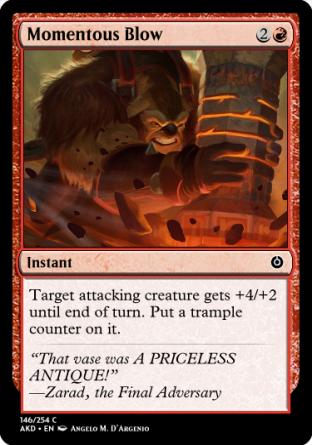 Momentous Blow 2
Instant
Target attacking creature gets +4/+2
until end of turn. Put a trample
counter on it.
“That vase was A PRICELESS
ANTIQUE!”
—Zarad, the Final Adversary
146/254 C
AKD • EN Angelo M. D'Argenio